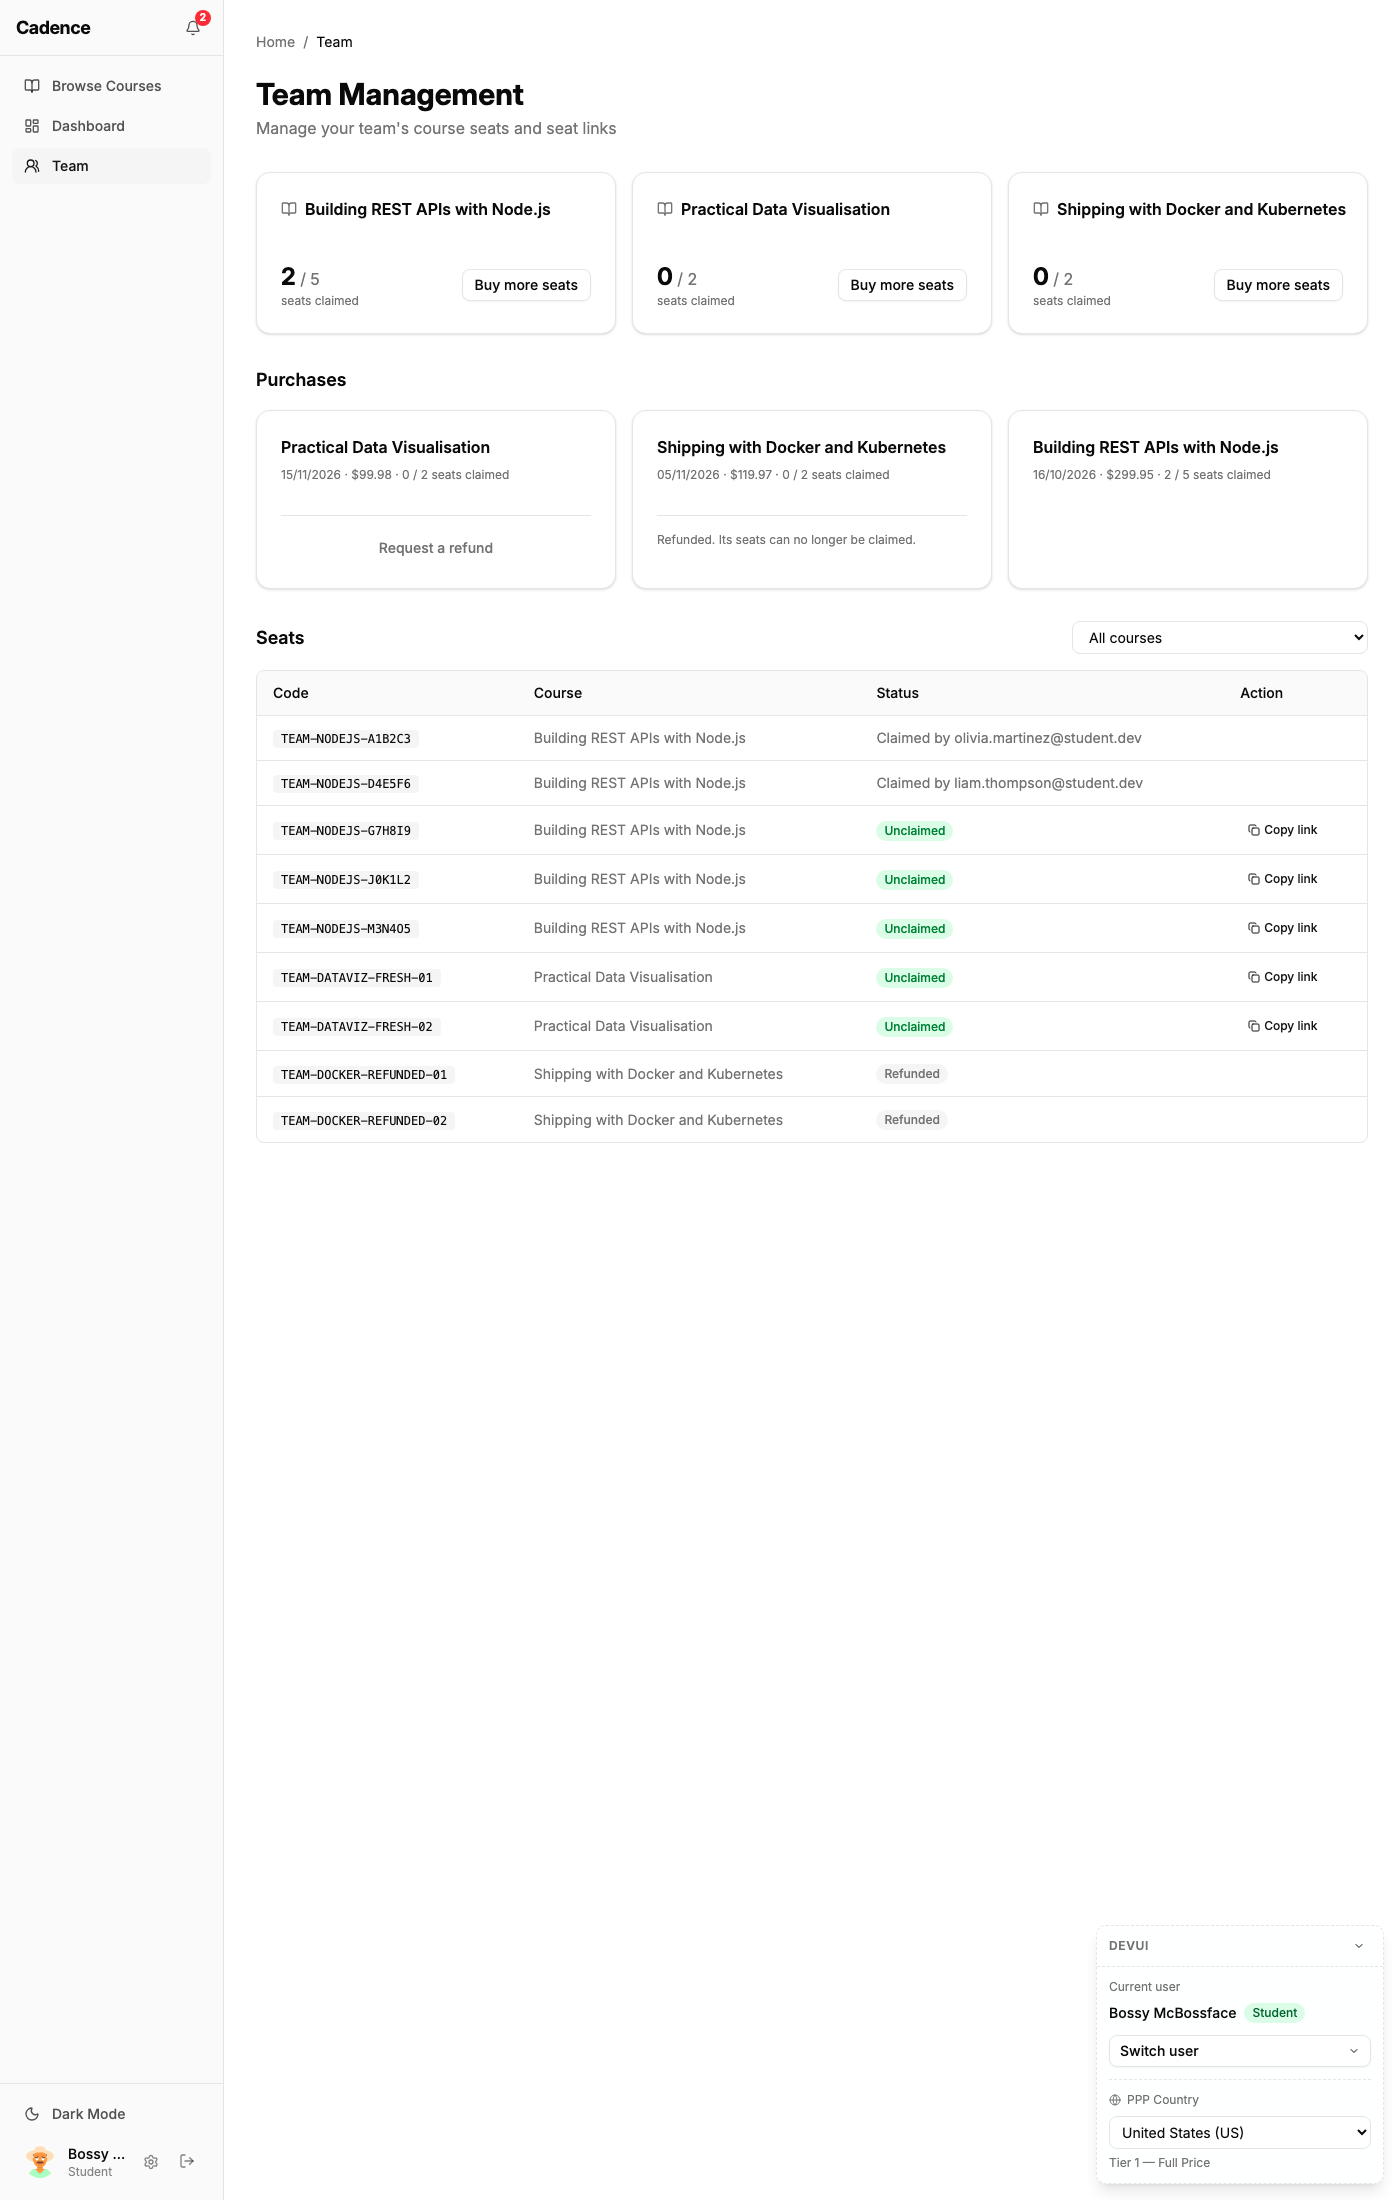 Cadence
2
Browse Courses
Dashboard
Team
Home / Team
Team Management
Manage your team's course seats and seat links
Building REST APIs with Node.js
2 / 5
seats claimed
Buy more seats
Practical Data Visualisation
0 / 2
seats claimed
Buy more seats
Shipping with Docker and Kubernetes
0 / 2
seats claimed
Buy more seats
Purchases
Practical Data Visualisation
15/11/2026 · $99.98 · 0 / 2 seats claimed
Request a refund
Shipping with Docker and Kubernetes
05/11/2026 · $119.97 · 0 / 2 seats claimed
Refunded. Its seats can no longer be claimed.
Building REST APIs with Node.js
16/10/2026 · $299.95 · 2 / 5 seats claimed
Seats
All courses
Code Course Status Action
TEAM-NODEJS-A1B2C3 Building REST APIs with Node.js Claimed by olivia.martinez@student.dev
TEAM-NODEJS-D4E5F6 Building REST APIs with Node.js Claimed by liam.thompson@student.dev
TEAM-NODEJS-G7H8I9 Building REST APIs with Node.js Unclaimed Copy link
TEAM-NODEJS-J0K1L2 Building REST APIs with Node.js Unclaimed Copy link
TEAM-NODEJS-M3N4O5 Building REST APIs with Node.js Unclaimed Copy link
TEAM-DATAVIZ-FRESH-01 Practical Data Visualisation Unclaimed Copy link
TEAM-DATAVIZ-FRESH-02 Practical Data Visualisation Unclaimed Copy link
TEAM-DOCKER-REFUNDED-01 Shipping with Docker and Kubernetes Refunded
TEAM-DOCKER-REFUNDED-02 Shipping with Docker and Kubernetes Refunded
DEVUI
Current user
Bossy McBossface Student
Switch user
PPP Country
United States (US)
Tier 1 — Full Price
Dark Mode
Bossy ...
Student